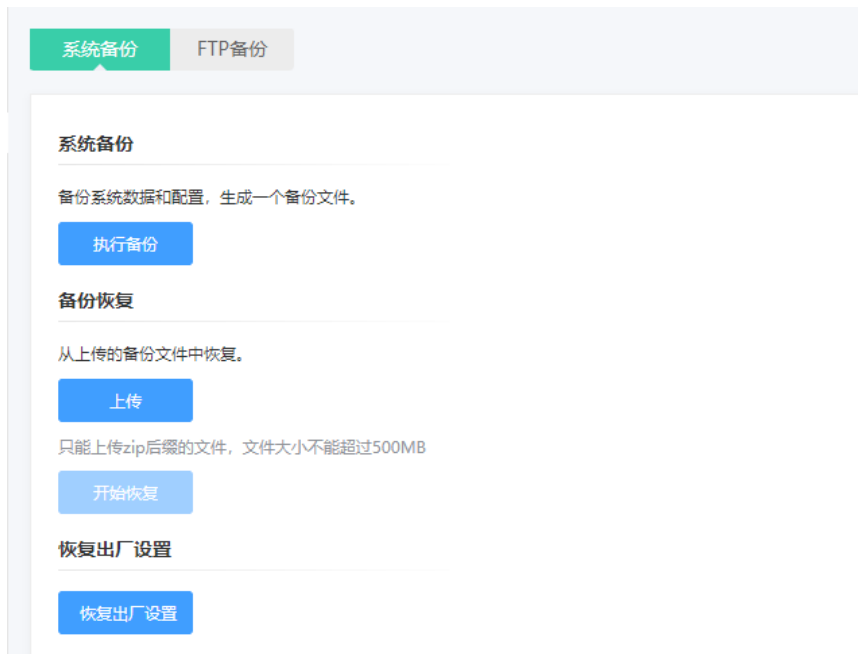 系统备份 FTP备份
系统备份
备份系统数据和配置，生成一个备份文件。
执行备份
备份恢复
从上传的备份文件中恢复。
上传
只能上传zip后缀的文件，文件大小不能超过500MB
开始恢复
恢复出厂设置
恢复出厂设置